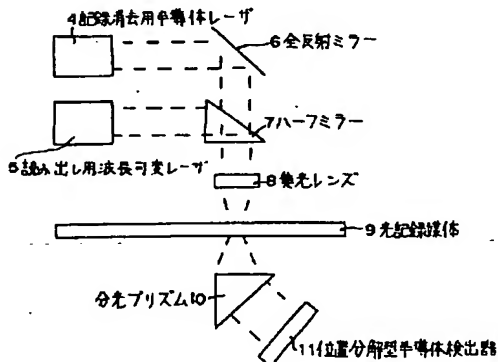 4記録消去用半導体レーザ
6全反射ミラー
7ハーフミラー
5読み出し用波長可変レーザ
8集光レンズ
9光記録媒体
分光プリズム10
11位置分解型半導体検出器